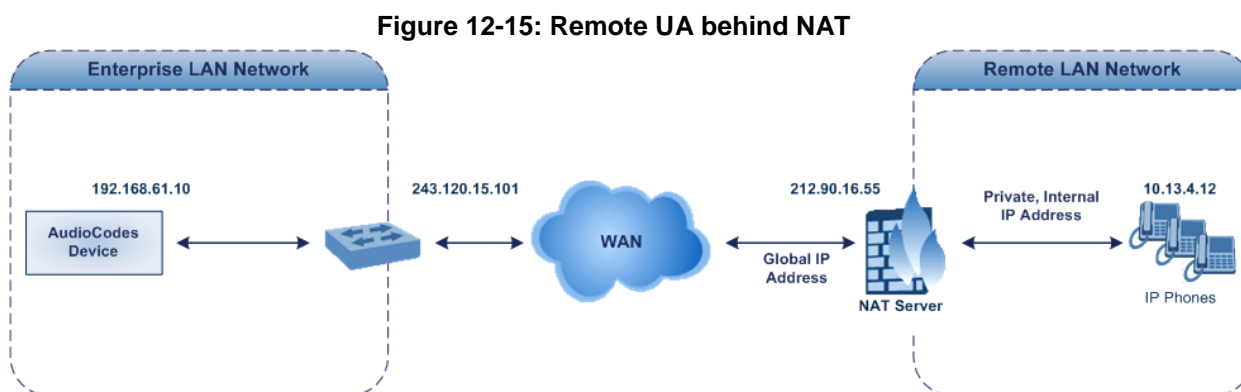 Figure 12-15: Remote UA behind NAT
Enterprise LAN Network
Remote LAN Network
192.168.61.10
243.120.15.101
212.90.16.55
Private, Internal
IP Address
10.13.4.12
AudioCodes
Device
WAN
Global IP
Address
NAT Server
IP Phones